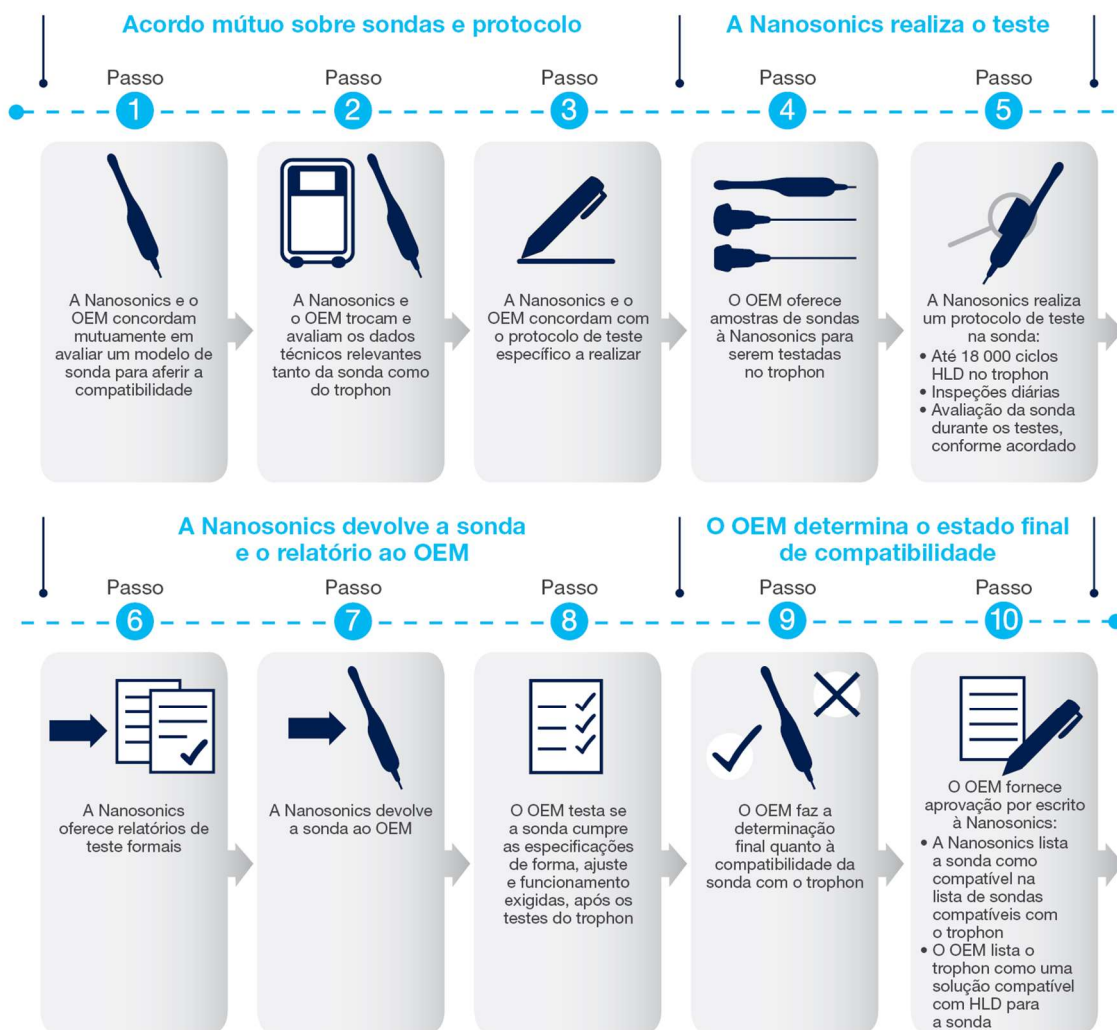 Acordo mútuo sobre sondas e protocolo
A Nanosonics realiza o teste
Passo
1
Passo
2
Passo
3
Passo
4
Passo
5
A Nanosonics e o
OEM concordam
mutuamente em
avaliar um modelo de
sonda para aferir a
compatibilidade
A Nanosonics e
o OEM trocam e
avaliam os dados
técnicos relevantes
tanto da sonda como
do trophon
A Nanosonics e o
OEM concordam com
o protocolo de teste
específico a realizar
O OEM oferece
amostras de sondas
à Nanosonics para
serem testadas
no trophon
A Nanosonics realiza
um protocolo de teste
na sonda:
• Até 18 000 ciclos
HLD no trophon
• Inspeções diárias
• Avaliação da sonda
durante os testes,
conforme acordado
A Nanosonics devolve a sonda
e o relatório ao OEM
O OEM determina o estado final
de compatibilidade
Passo
6
Passo
7
Passo
8
Passo
9
Passo
10
A Nanosonics
oferece relatórios de
teste formais
A Nanosonics devolve
a sonda ao OEM
O OEM testa se
a sonda cumpre
as especificações
de forma, ajuste
e funcionamento
exigidas, após os
testes do trophon
O OEM faz a
determinação
final quanto à
compatibilidade da
sonda com o trophon
O OEM fornece
aprovação por escrito
à Nanosonics:
• A Nanosonics lista
a sonda como
compatível na
lista de sondas
compatíveis com
o trophon
• O OEM lista o
trophon como uma
solução compatível
com HLD para
a sonda